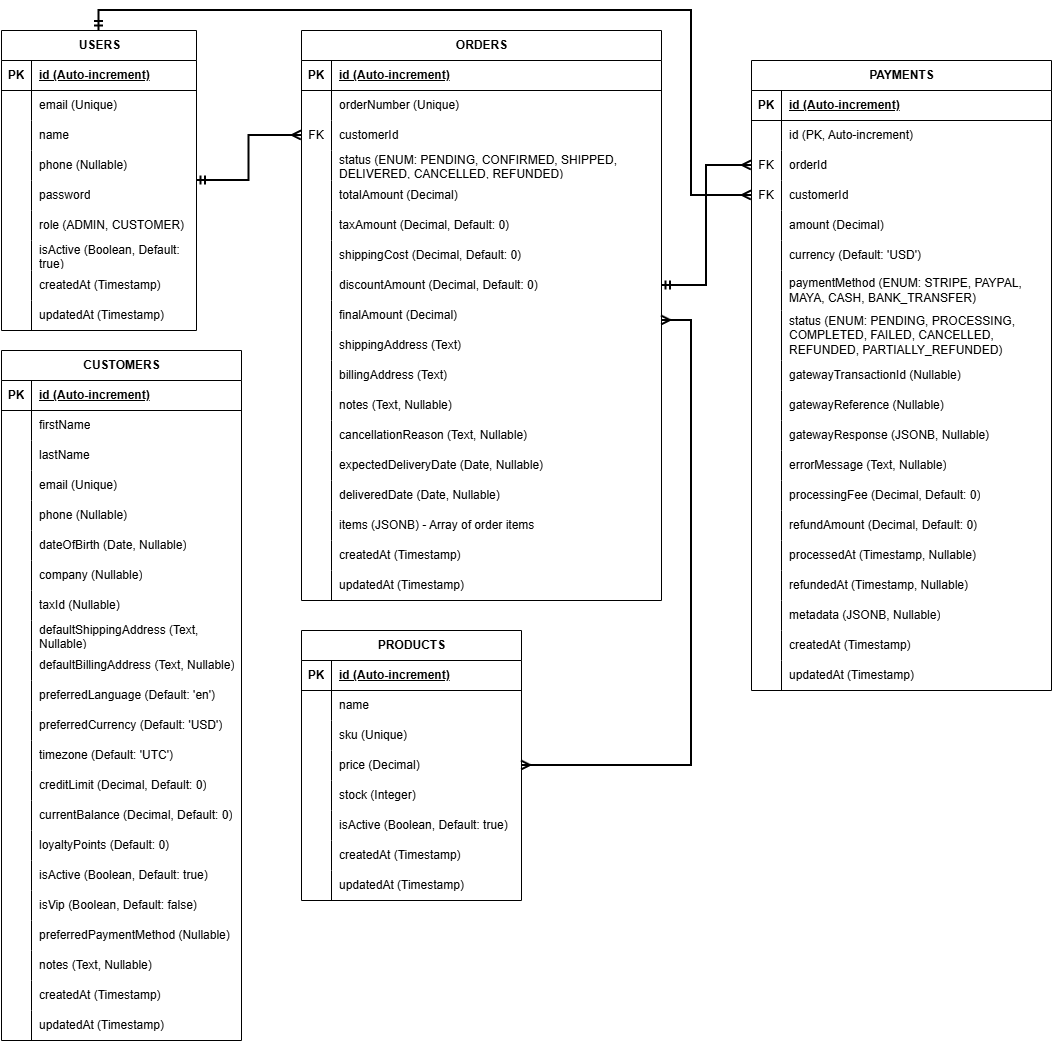 USERS
PK id (Auto-increment)
email (Unique)
name
phone (Nullable)
password
role (ADMIN, CUSTOMER)
isActive (Boolean, Default:
true)
createdAt (Timestamp)
updatedAt (Timestamp)
CUSTOMERS
PK id (Auto-increment)
firstName
lastName
email (Unique)
phone (Nullable)
dateOfBirth (Date, Nullable)
company (Nullable)
taxId (Nullable)
defaultShippingAddress (Text,
Nullable)
defaultBillingAddress (Text, Nullable)
preferredLanguage (Default: 'en')
preferredCurrency (Default: 'USD')
timezone (Default: 'UTC')
creditLimit (Decimal, Default: 0)
currentBalance (Decimal, Default: 0)
loyaltyPoints (Default: 0)
isActive (Boolean, Default: true)
isVip (Boolean, Default: false)
preferredPaymentMethod (Nullable)
notes (Text, Nullable)
createdAt (Timestamp)
updatedAt (Timestamp)
ORDERS
PK id (Auto-increment)
orderNumber (Unique)
FK customerId
status (ENUM: PENDING, CONFIRMED, SHIPPED,
DELIVERED, CANCELLED, REFUNDED)
totalAmount (Decimal)
taxAmount (Decimal, Default: 0)
shippingCost (Decimal, Default: 0)
discountAmount (Decimal, Default: 0)
finalAmount (Decimal)
shippingAddress (Text)
billingAddress (Text)
notes (Text, Nullable)
cancellationReason (Text, Nullable)
expectedDeliveryDate (Date, Nullable)
deliveredDate (Date, Nullable)
items (JSONB) - Array of order items
createdAt (Timestamp)
updatedAt (Timestamp)
PRODUCTS
PK id (Auto-increment)
name
sku (Unique)
price (Decimal)
stock (Integer)
isActive (Boolean, Default: true)
createdAt (Timestamp)
updatedAt (Timestamp)
PAYMENTS
PK id (Auto-increment)
id (PK, Auto-increment)
FK orderId
FK customerId
amount (Decimal)
currency (Default: 'USD')
paymentMethod (ENUM: STRIPE, PAYPAL,
MAYA, CASH, BANK_TRANSFER)
status (ENUM: PENDING, PROCESSING,
COMPLETED, FAILED, CANCELLED,
REFUNDED, PARTIALLY_REFUNDED)
gatewayTransactionId (Nullable)
gatewayReference (Nullable)
gatewayResponse (JSONB, Nullable)
errorMessage (Text, Nullable)
processingFee (Decimal, Default: 0)
refundAmount (Decimal, Default: 0)
processedAt (Timestamp, Nullable)
refundedAt (Timestamp, Nullable)
metadata (JSONB, Nullable)
createdAt (Timestamp)
updatedAt (Timestamp)